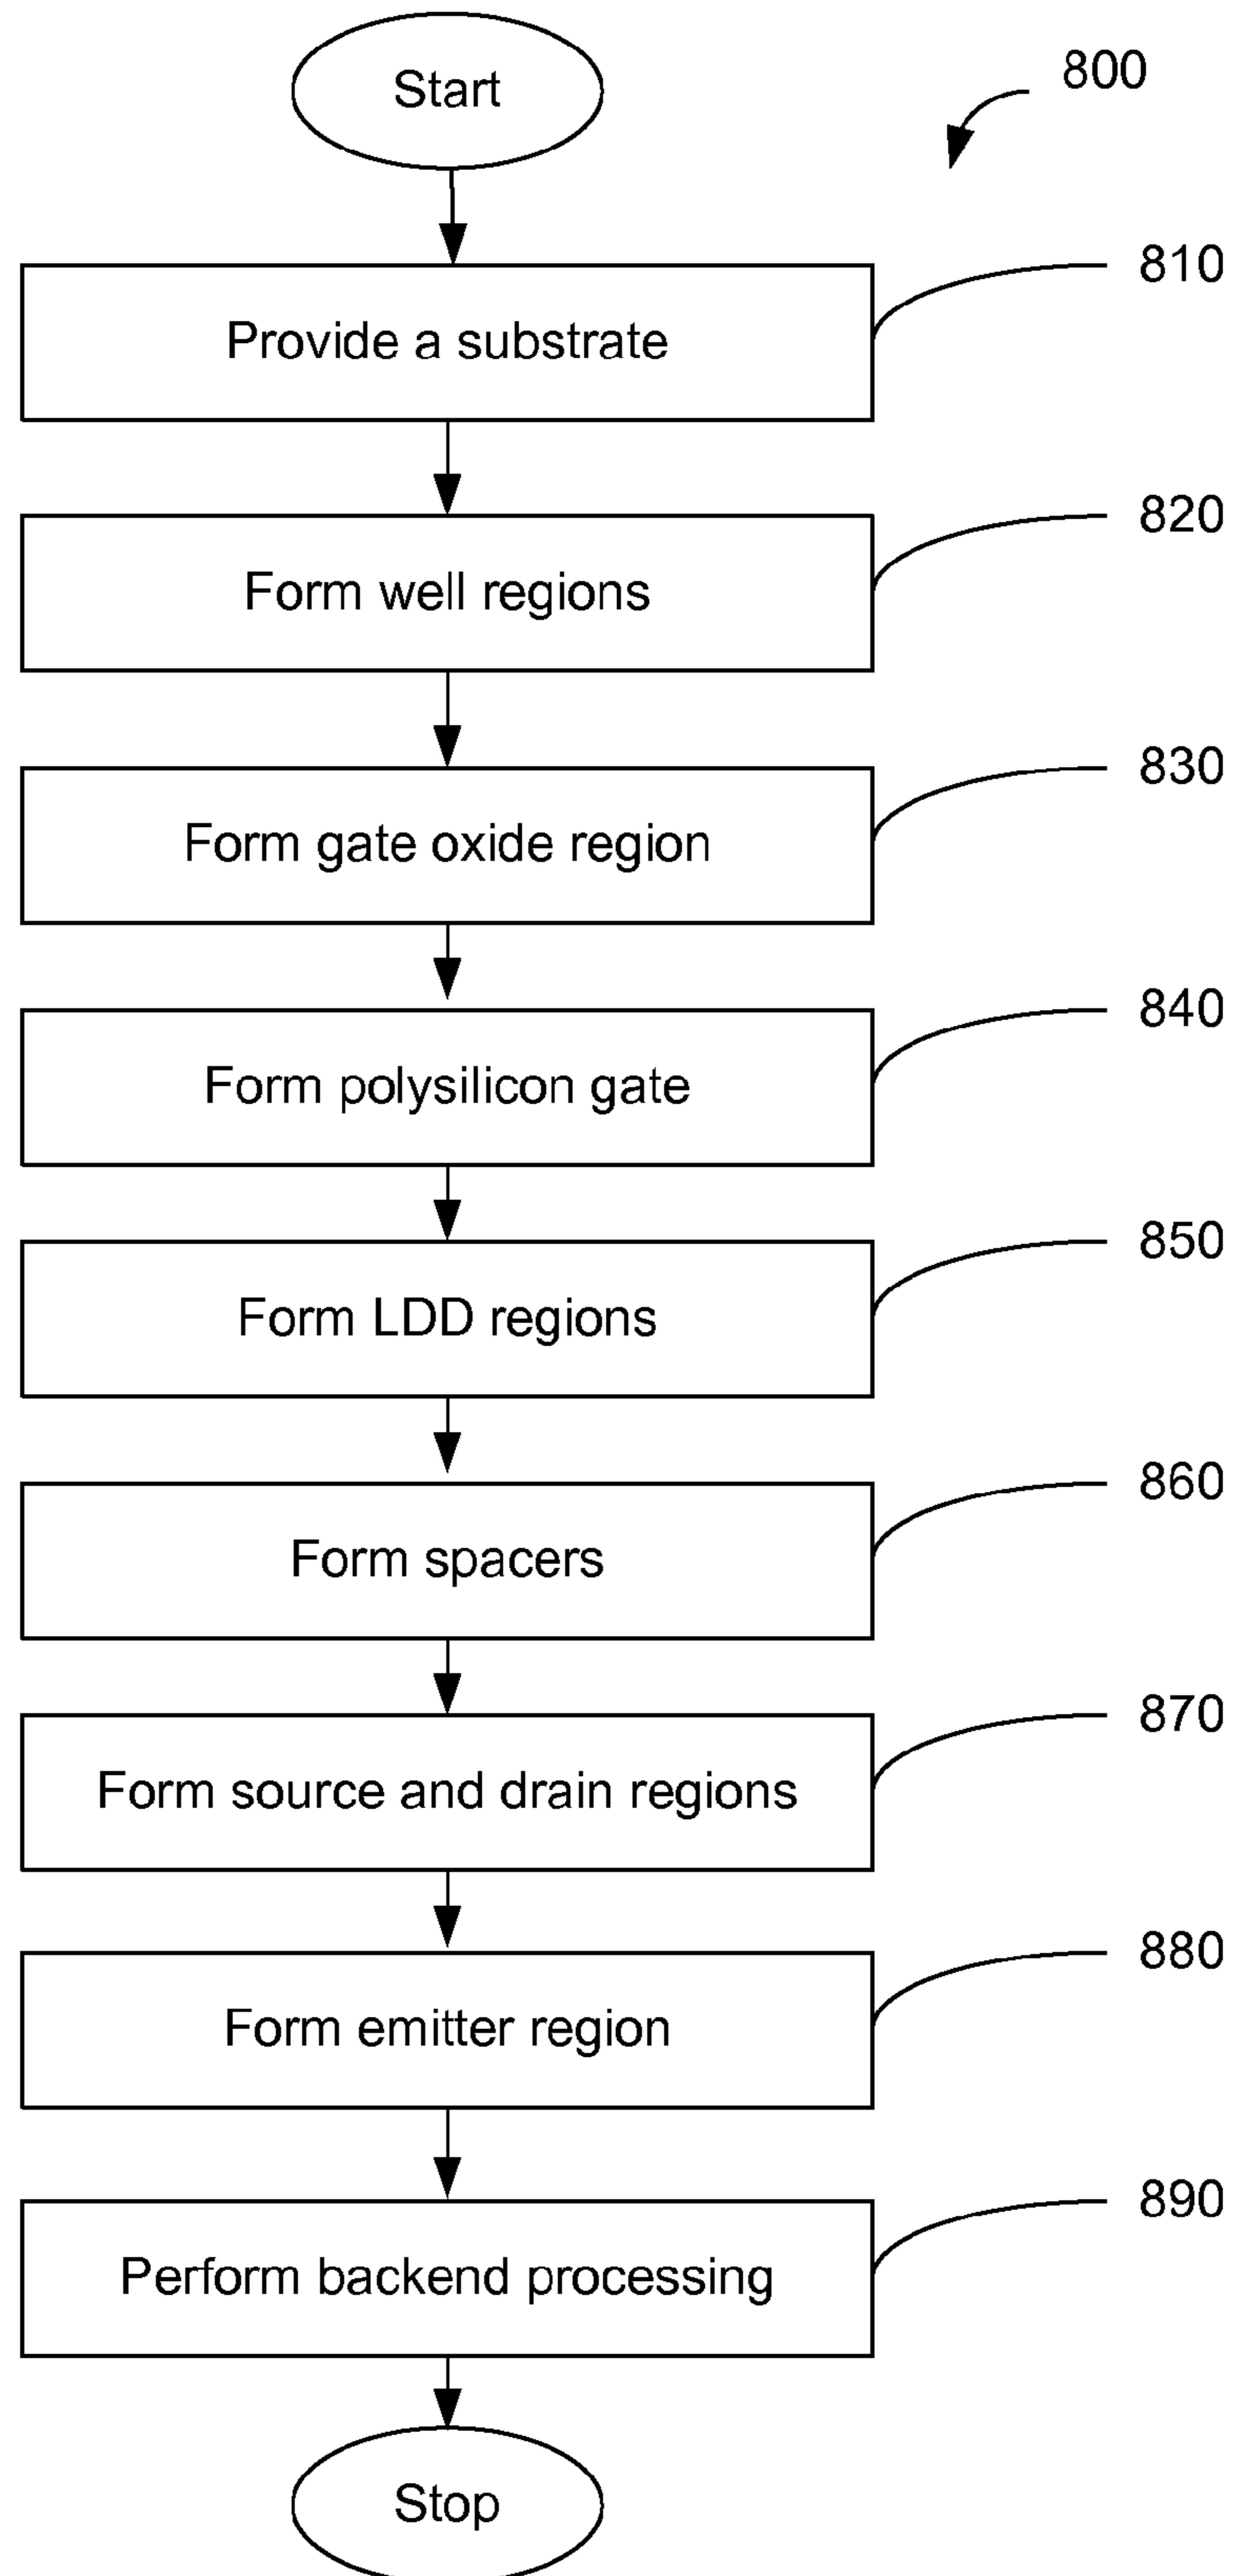 Start
800
Provide a substrate
810
Form well regions
820
Form gate oxide region
830
Form polysilicon gate
840
Form LDD regions
850
Form spacers
860
Form source and drain regions
870
Form emitter region
880
Perform backend processing
890
Stop